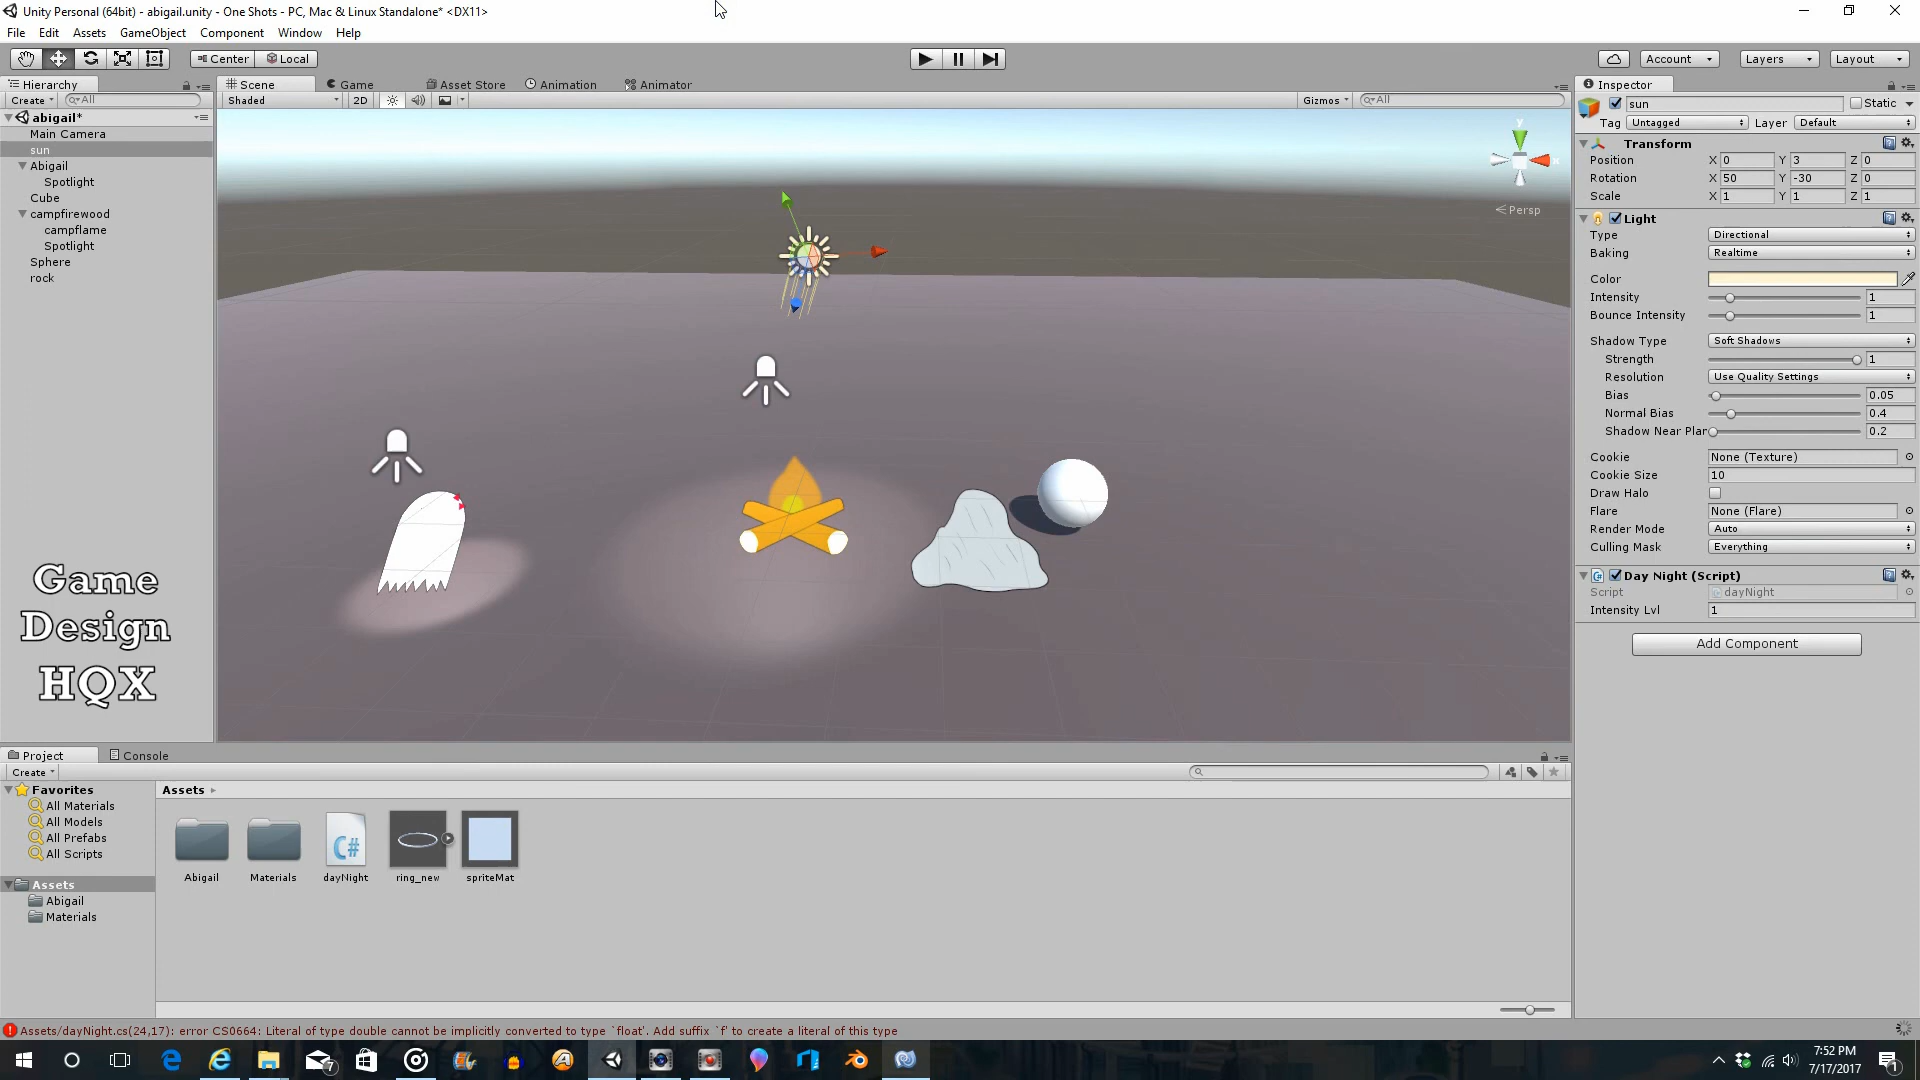 Unity Personal (64bit) - abigail.unity - One Shots - PC, Mac & Linux Standalone* <DX11>
File Edit Assets GameObject Component Window Help
Center Local Account Layers Layout
Hierarchy
Create All
abigail*
Main Camera
sun
Abigail
Spotlight
Cube
campfirewood
campflame
Spotlight
Sphere
rock
Game
Design
HQX
Scene Game Asset Store Animation Animator
Shaded 2D Gizmos All
y
x
< Persp
Inspector
sun Static
Tag Untagged Layer Default
Transform
Position X 0 Y 3 Z 0
Rotation X 50 Y -30 Z 0
Scale X 1 Y 1 Z 1
Light
Type Directional
Baking Realtime
Color
Intensity 1
Bounce Intensity 1
Shadow Type Soft Shadows
Strength 1
Resolution Use Quality Settings
Bias 0.05
Normal Bias 0.4
Shadow Near Plar 0.2
Cookie None (Texture)
Cookie Size 10
Draw Halo
Flare None (Flare)
Render Mode Auto
Culling Mask Everything
Day Night (Script)
Script dayNight
Intensity Lvl 1
Add Component
Project Console
Create
Favorites
All Materials
All Models
All Prefabs
All Scripts
Assets
Abigail
Materials
Assets
C#
Abigail Materials dayNight ring_new spriteMat
Assets/dayNight.cs(24,17): error CS0664: Literal of type double cannot be implicitly converted to type `float'. Add suffix `f' to create a literal of this type
7
7:52 PM
7/17/2017
1